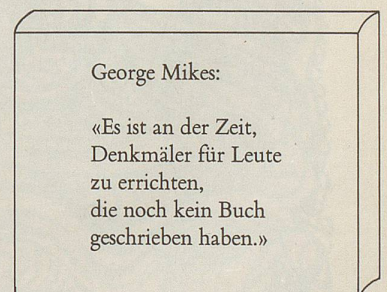 George Mikes:
«Es ist an der Zeit,
Denkmäler für Leute
zu errichten,
die noch kein Buch
geschrieben haben.»